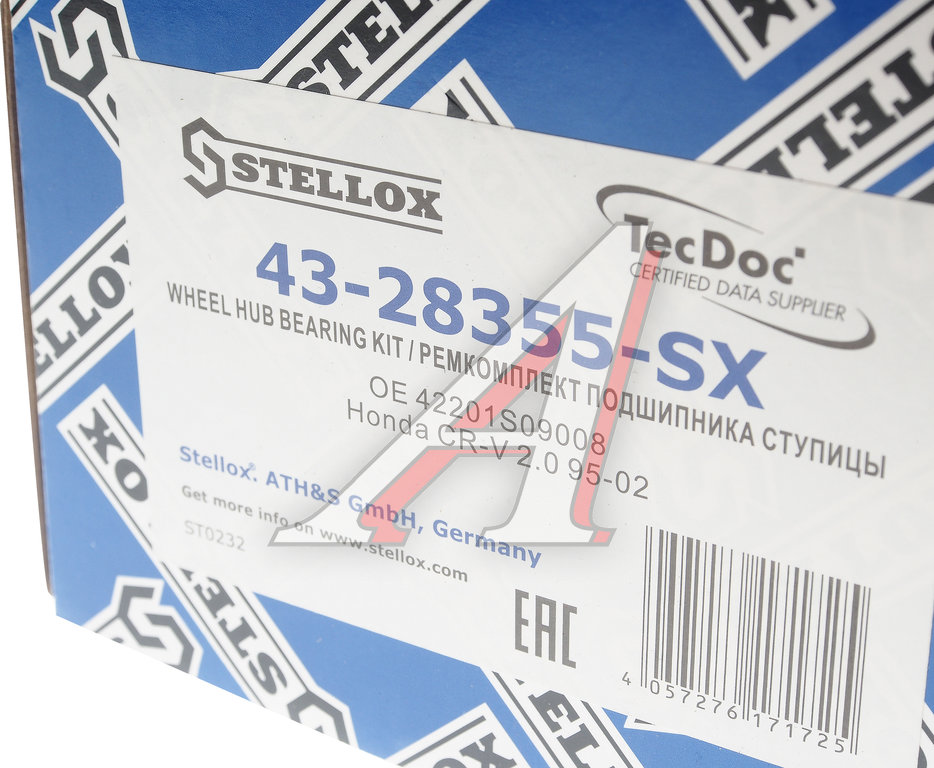 STELLOX
TecDoc
CERTIFIED DATA SUPPLIER
43-28355-SX
WHEEL HUB BEARING KIT / РЕМКОМПЛЕКТ ПОДШИПНИКА СТУПИЦЫ
OE 42201S09008
Honda CR-V 2.0 95-02
Stellox® ATH&S GmbH, Germany
Get more info on www.stellox.com
ST0232
EAC
4 057276 171725